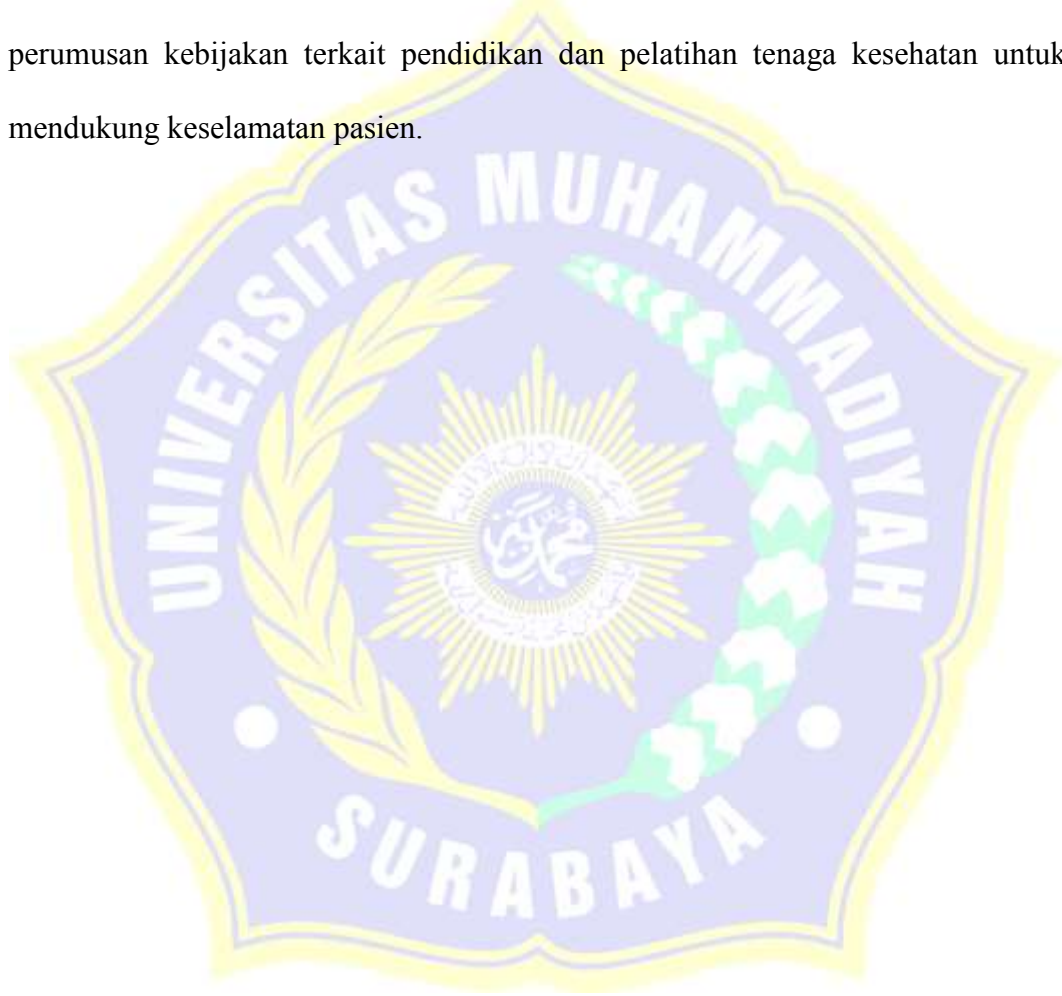 perumusan kebijakan terkait pendidikan dan pelatihan tenaga kesehatan untuk
mendukung keselamatan pasien.
UNIVERSITAS MUHAMMADIYAH
SURABAYA